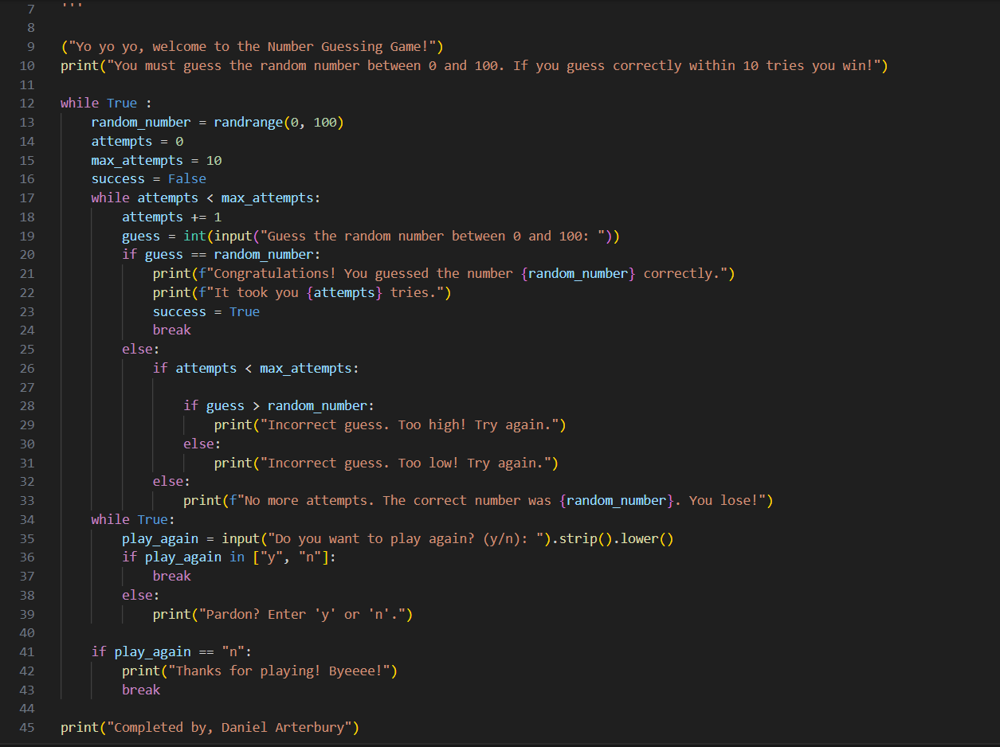 7 '''
8
9 ("Yo yo yo, welcome to the Number Guessing Game!")
10 print("You must guess the random number between 0 and 100. If you guess correctly within 10 tries you win!")
11
12 while True :
13     random_number = randrange(0, 100)
14     attempts = 0
15     max_attempts = 10
16     success = False
17     while attempts < max_attempts:
18         attempts += 1
19         guess = int(input("Guess the random number between 0 and 100: "))
20         if guess == random_number:
21             print(f"Congratulations! You guessed the number {random_number} correctly.")
22             print(f"It took you {attempts} tries.")
23             success = True
24             break
25         else:
26             if attempts < max_attempts:
27
28                 if guess > random_number:
29                     print("Incorrect guess. Too high! Try again.")
30                 else:
31                     print("Incorrect guess. Too low! Try again.")
32             else:
33                 print(f"No more attempts. The correct number was {random_number}. You lose!")
34     while True:
35         play_again = input("Do you want to play again? (y/n): ").strip().lower()
36         if play_again in ["y", "n"]:
37             break
38         else:
39             print("Pardon? Enter 'y' or 'n'.")
40
41     if play_again == "n":
42         print("Thanks for playing! Byeeee!")
43         break
44
45 print("Completed by, Daniel Arterbury")